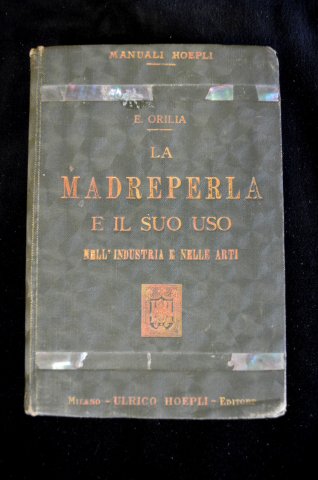 MANUALI HOEPLI
E. ORILIA
LA
MADREPERLA
E IL SUO USO
NELL'INDUSTRIA E NELLE ARTI
MILANO - ULRICO HOEPLI - EDITORE